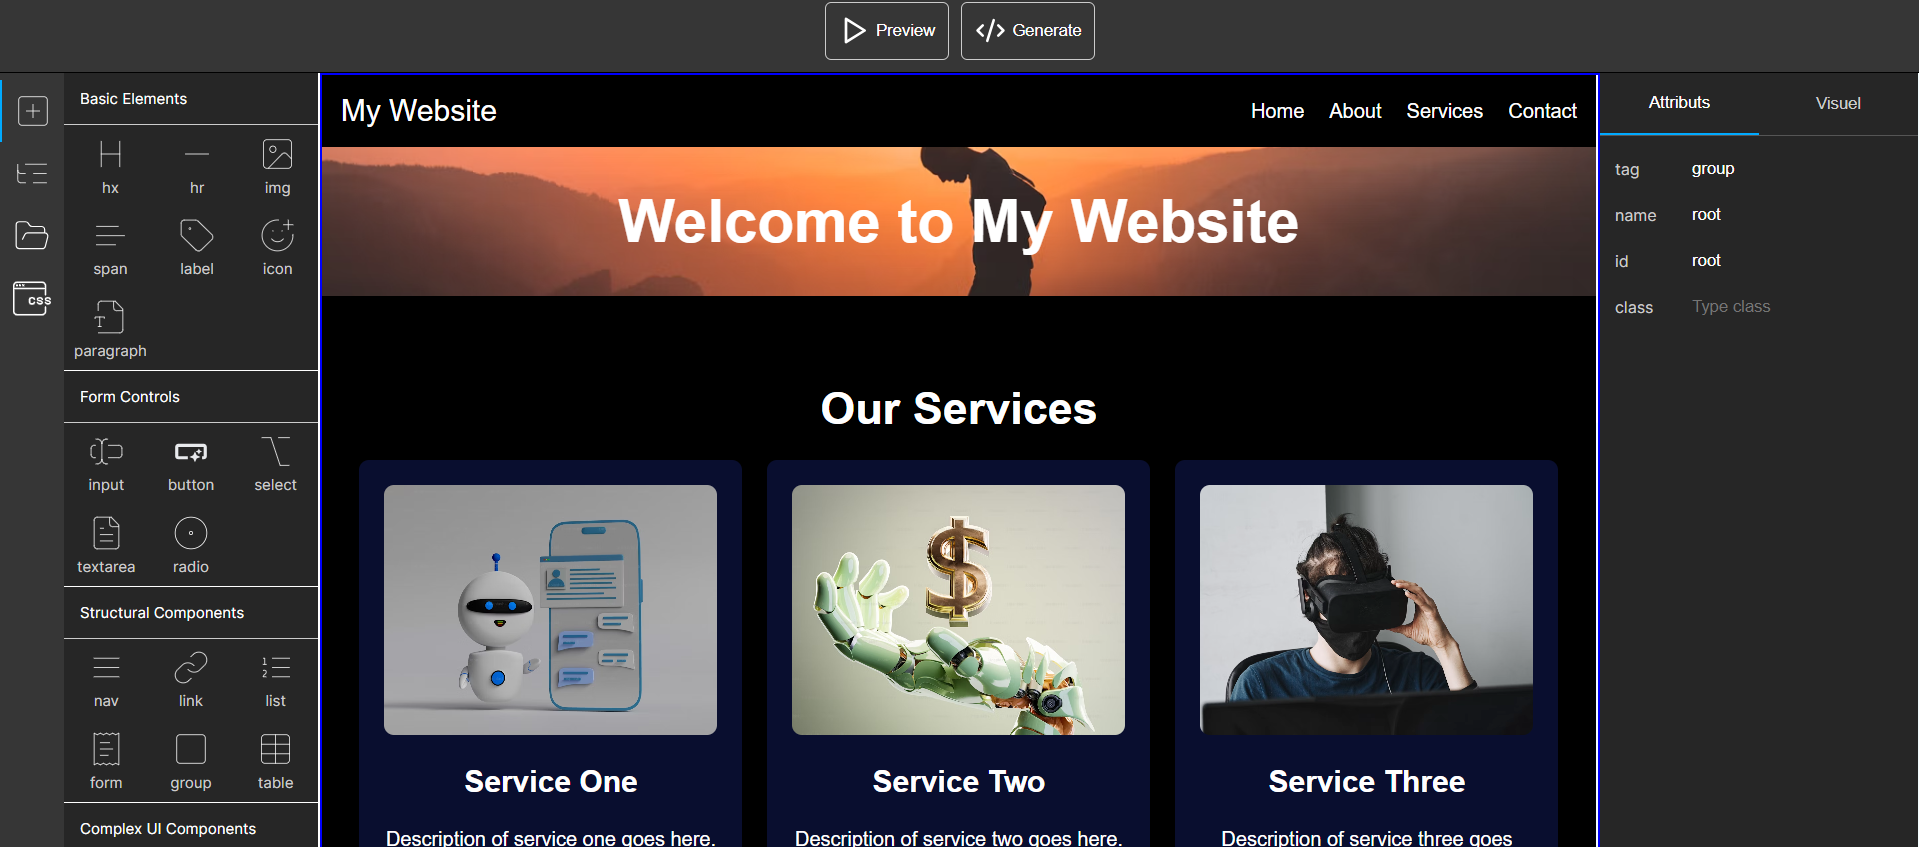 Preview
Generate
Basic Elements
hx
hr
img
span
label
icon
T
paragraph
css
Form Controls
input
button
select
textarea
radio
Structural Components
nav
link
1
2
list
form
group
table
Complex UI Components
My Website
Home About Services Contact
Welcome to My Website
Our Services
$
Service One
Service Two
Service Three
Description of service one goes here.
Description of service two goes here.
Description of service three goes
Attributs
Visuel
tag group
name root
id root
class Type class